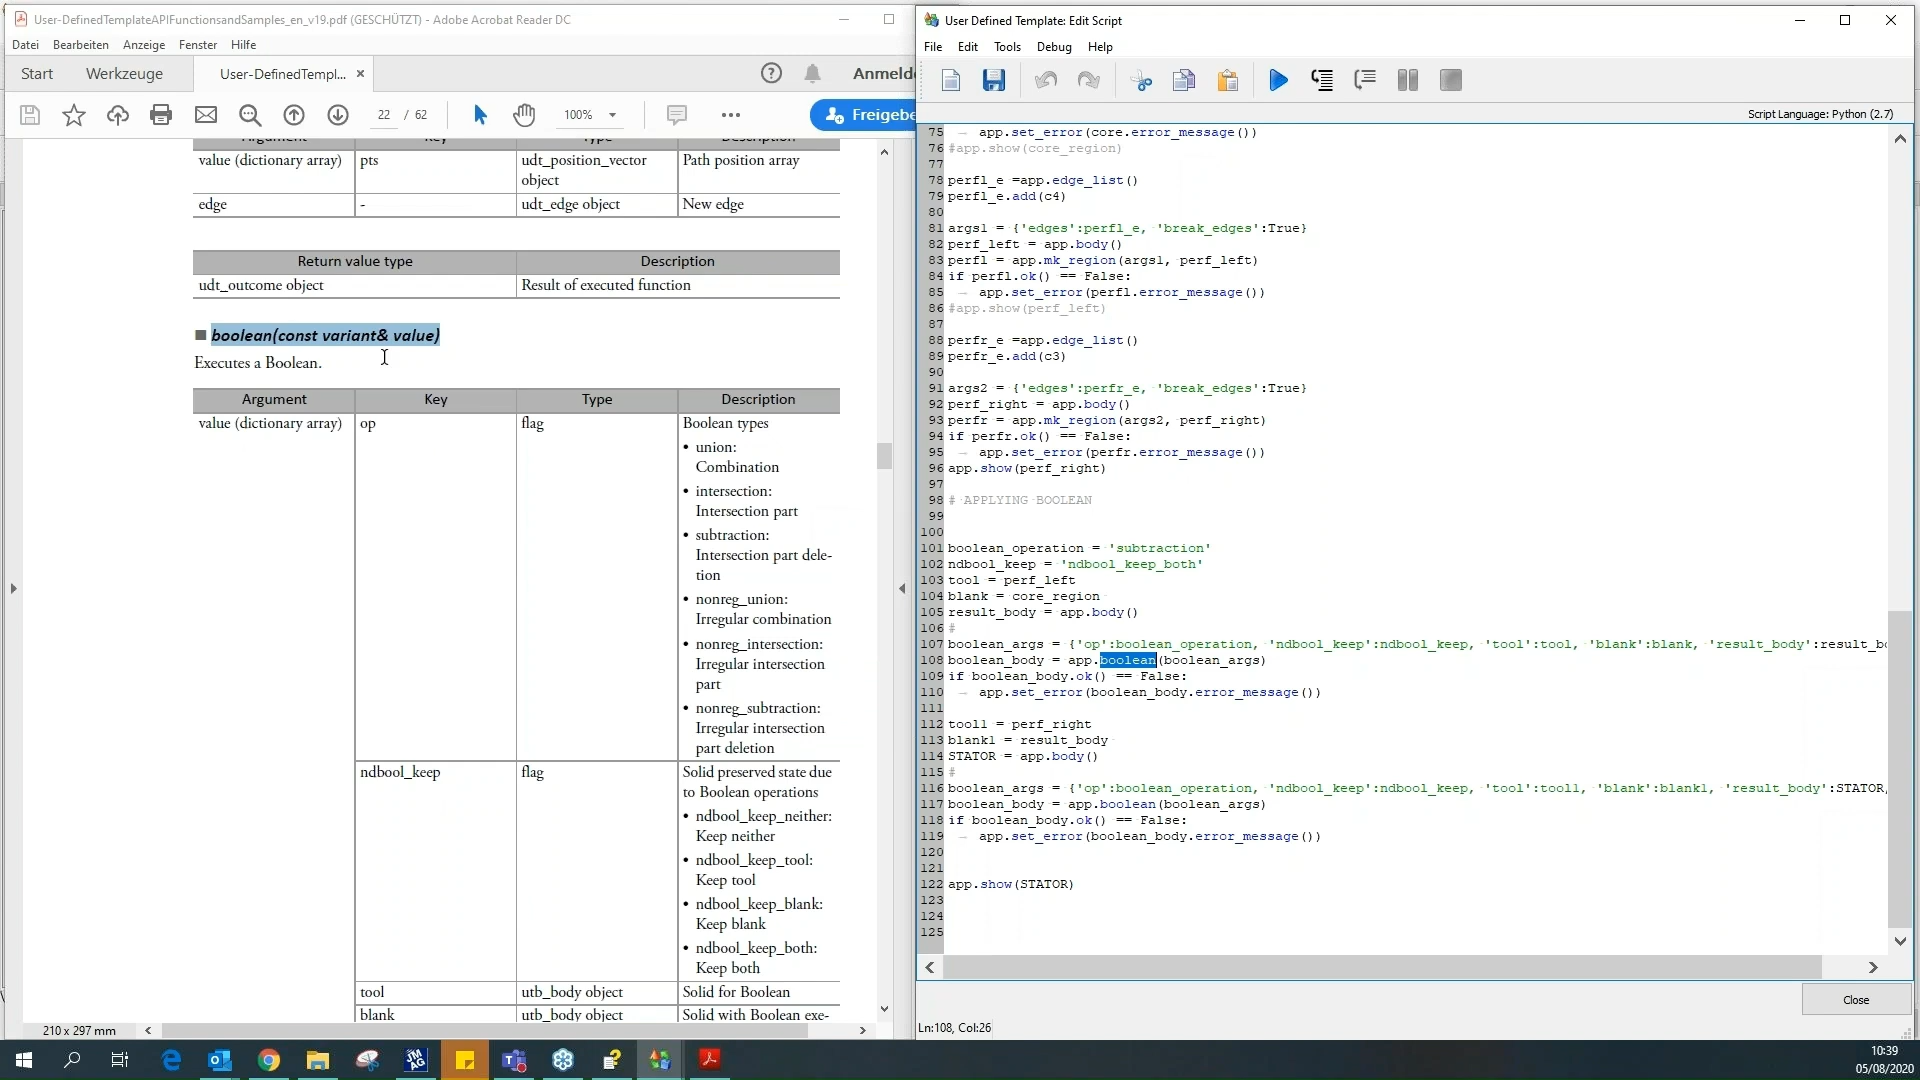 User-DefinedTemplateAPIFunctionsandSamples_en_v19.pdf (GESCHÜTZT) - Adobe Acrobat Reader DC
Datei Bearbeiten Anzeige Fenster Hilfe
Start Werkzeuge User-DefinedTempl... × Anmelde
22 / 62 100% Freigebe
Argument Key Type Description
value (dictionary array) pts udt_position_vector object Path position array
edge - udt_edge object New edge
Return value type Description
udt_outcome object Result of executed function
■ boolean(const variant& value)
Executes a Boolean.
Argument Key Type Description
value (dictionary array) op flag Boolean types
• union:
Combination
• intersection:
Intersection part
• subtraction:
Intersection part dele-
tion
• nonreg_union:
Irregular combination
• nonreg_intersection:
Irregular intersection
part
• nonreg_subtraction:
Irregular intersection
part deletion
ndbool_keep flag Solid preserved state due
to Boolean operations
• ndbool_keep_neither:
Keep neither
• ndbool_keep_tool:
Keep tool
• ndbool_keep_blank:
Keep blank
• ndbool_keep_both:
Keep both
tool utb_body object Solid for Boolean
blank utb_body object Solid with Boolean exe-
210 x 297 mm
User Defined Template: Edit Script
File Edit Tools Debug Help
Script Language: Python (2.7)
75 → app.set_error(core.error_message())
76 #app.show(core_region)
77
78 perfl_e =app.edge_list()
79 perfl_e.add(c4)
80
81 args1 = {'edges':perfl_e, 'break_edges':True}
82 perf_left = app.body()
83 perfl = app.mk_region(args1, perf_left)
84 if perfl.ok() == False:
85 → app.set_error(perfl.error_message())
86 #app.show(perf_left)
87
88 perfr_e =app.edge_list()
89 perfr_e.add(c3)
90
91 args2 = {'edges':perfr_e, 'break_edges':True}
92 perf_right = app.body()
93 perfr = app.mk_region(args2, perf_right)
94 if perfr.ok() == False:
95 → app.set_error(perfr.error_message())
96 app.show(perf_right)
97
98 # APPLYING BOOLEAN
99
100
101 boolean_operation = 'subtraction'
102 ndbool_keep = 'ndbool_keep_both'
103 tool = perf_left
104 blank = core_region
105 result_body = app.body()
106 #
107 boolean_args = {'op':boolean_operation, 'ndbool_keep':ndbool_keep, 'tool':tool, 'blank':blank, 'result_body':result_bo
108 boolean_body = app.boolean(boolean_args)
109 if boolean_body.ok() == False:
110 → app.set_error(boolean_body.error_message())
111
112 tool1 = perf_right
113 blank1 = result_body
114 STATOR = app.body()
115 #
116 boolean_args = {'op':boolean_operation, 'ndbool_keep':ndbool_keep, 'tool':tool1, 'blank':blank1, 'result_body':STATOR,
117 boolean_body = app.boolean(boolean_args)
118 if boolean_body.ok() == False:
119 → app.set_error(boolean_body.error_message())
120
121
122 app.show(STATOR)
123
124
125
Close
Ln:108, Col:26
JM
AG
10:39
05/08/2020